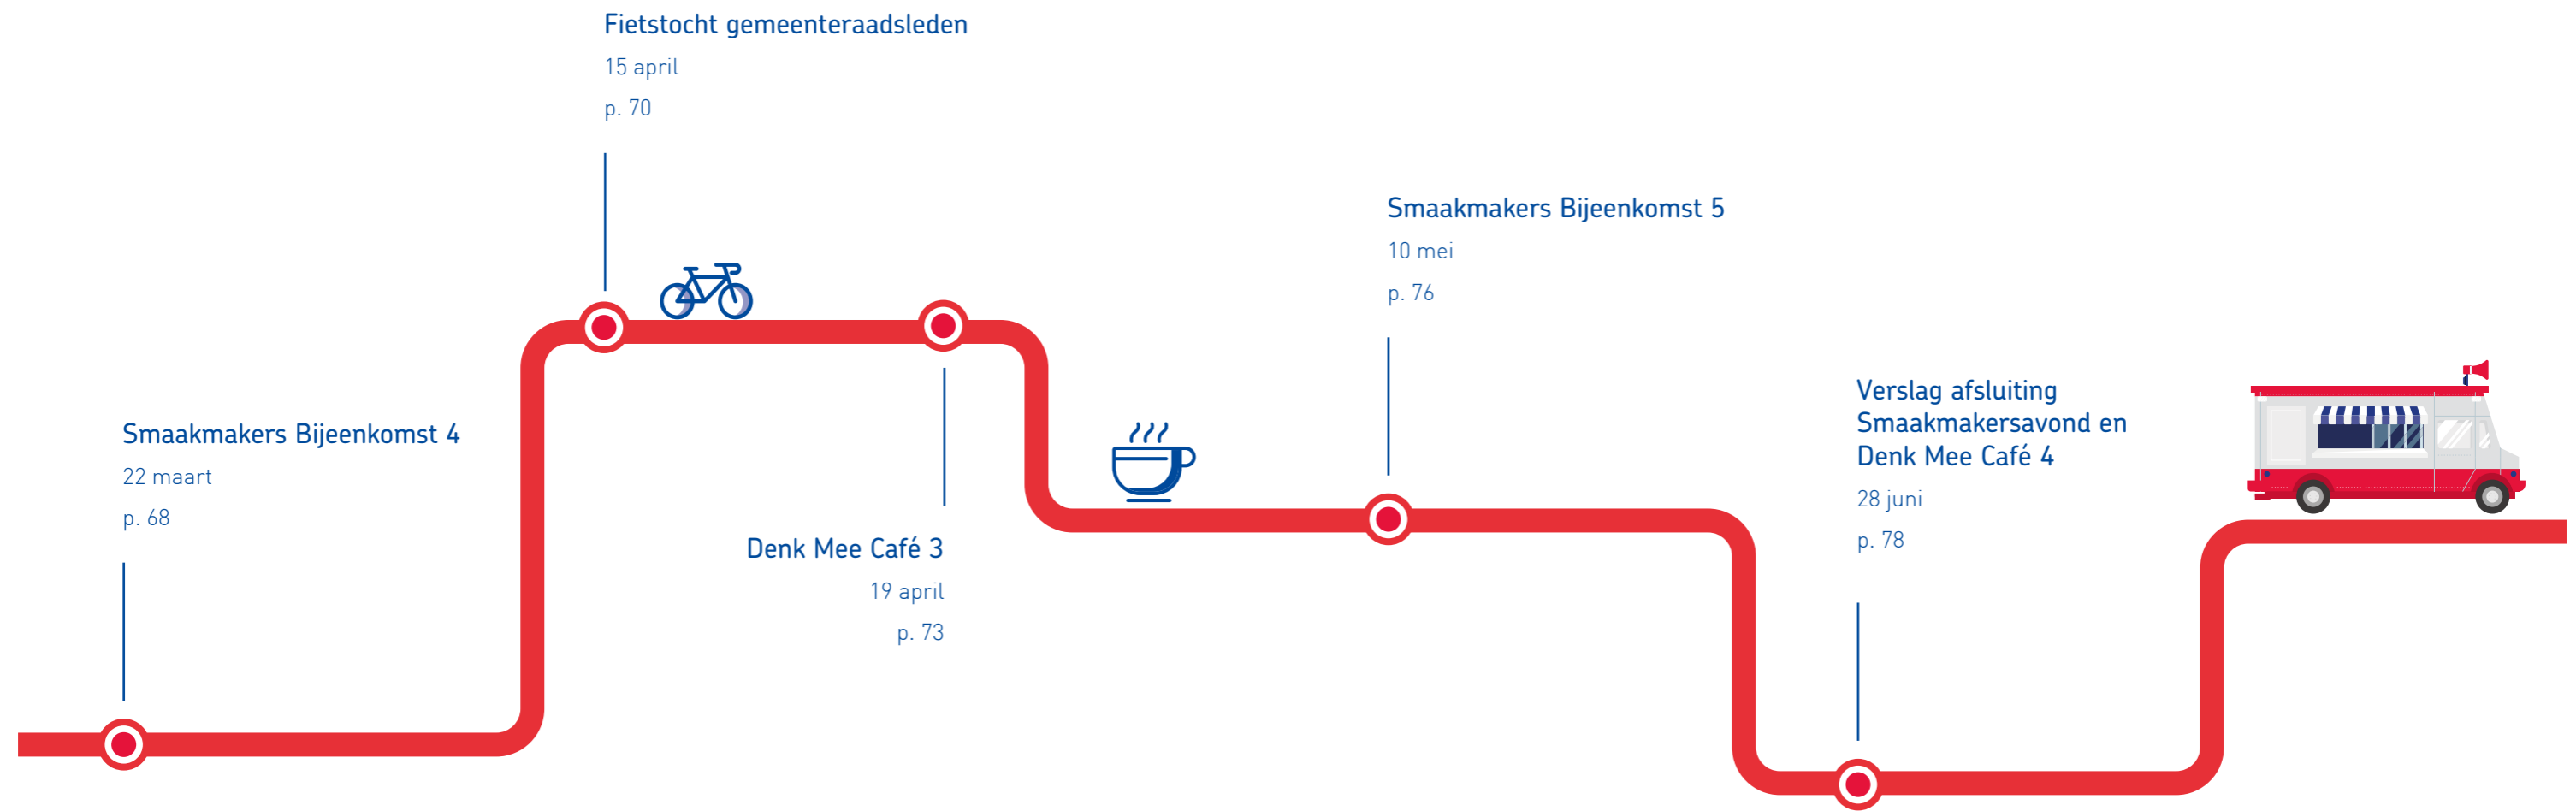 Smaakmakers Bijeenkomst 4
22 maart
p. 68
Fietstocht gemeenteraadsleden
15 april
p. 70
Denk Mee Café 3
19 april
p. 73
Smaakmakers Bijeenkomst 5
10 mei
p. 76
Verslag afsluiting
Smaakmakersavond en
Denk Mee Café 4
28 juni
p. 78